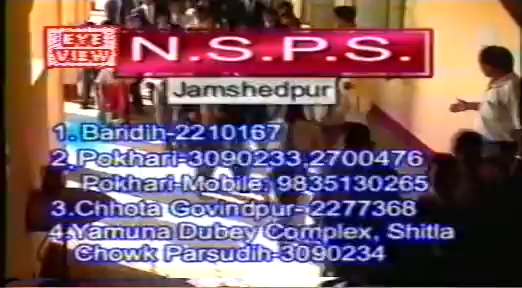 EYE
VIEW
N.S.P.S.
Jamshedpur
1. Baridih-2210167
2. Pokhari-3090233,2700476
Pokhari-Mobile: 9835130265
3.Chhota Govindpur-2277368
4.Yamuna Dubey Complex, Shitla
Chowk Parsudih-3090234